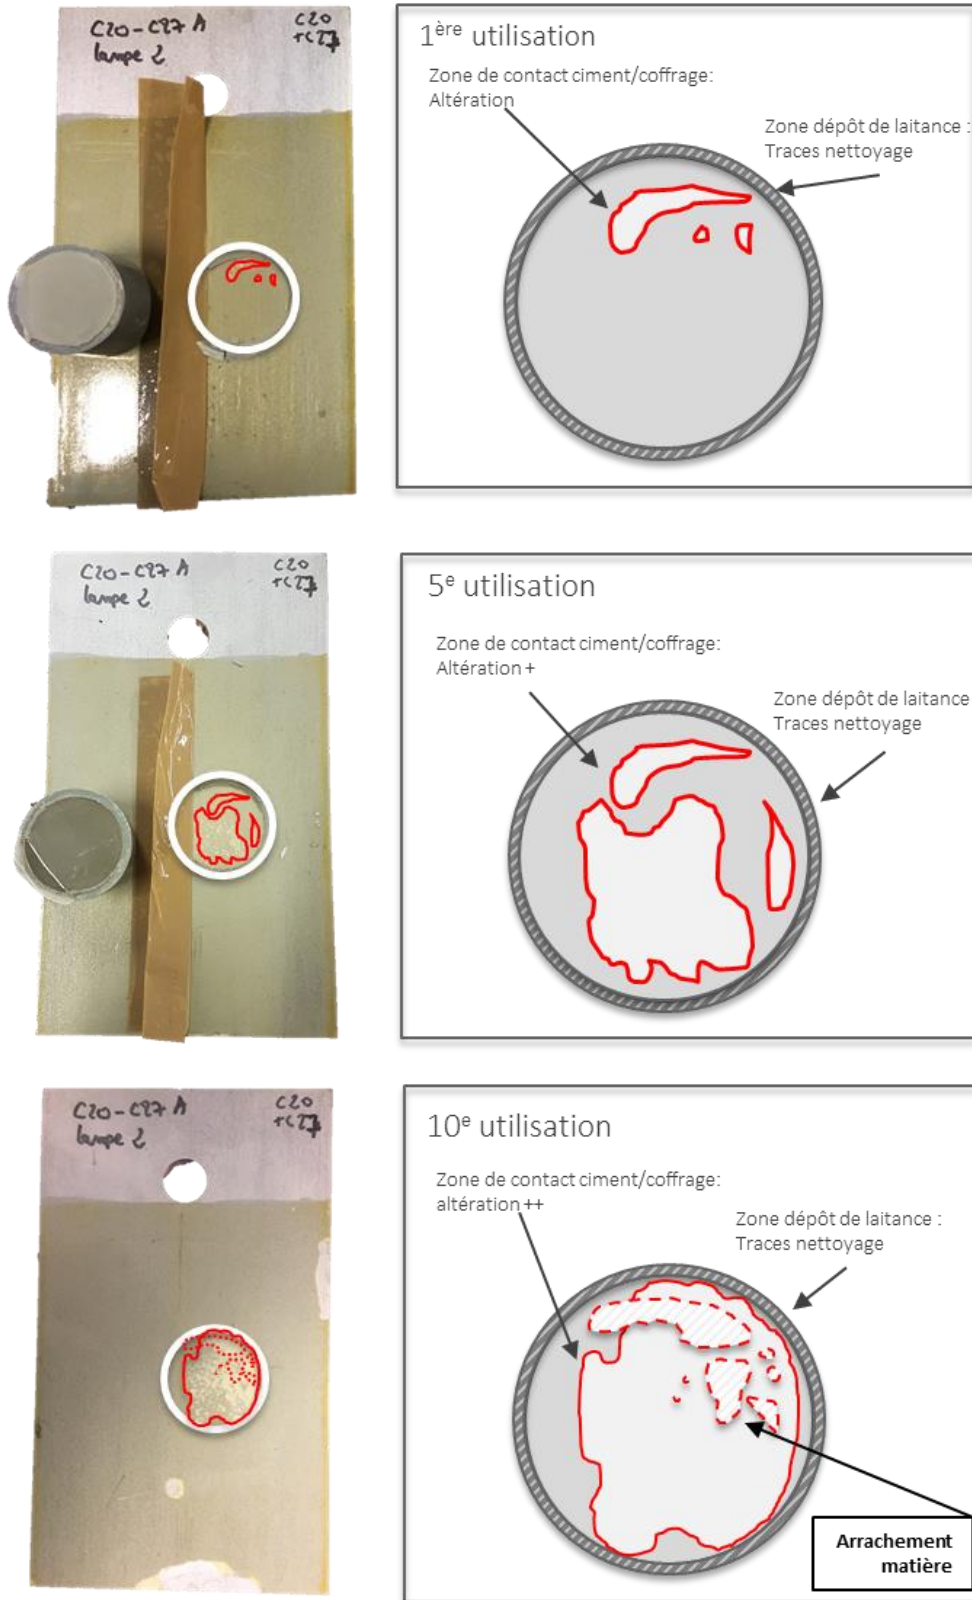 C20-C27 A
C20
+C27
lampe 2
1ère utilisation
Zone de contact ciment/coffrage:
Altération
Zone dépôt de laitance :
Traces nettoyage
C20-C27 A
C20
+C27
lampe 2
5e utilisation
Zone de contact ciment/coffrage:
Altération +
Zone dépôt de laitance
Traces nettoyage
C20-C27 A
C20
+C27
lampe 2
10e utilisation
Zone de contact ciment/coffrage:
altération ++
Zone dépôt de laitance :
Traces nettoyage
Arrachement
matière